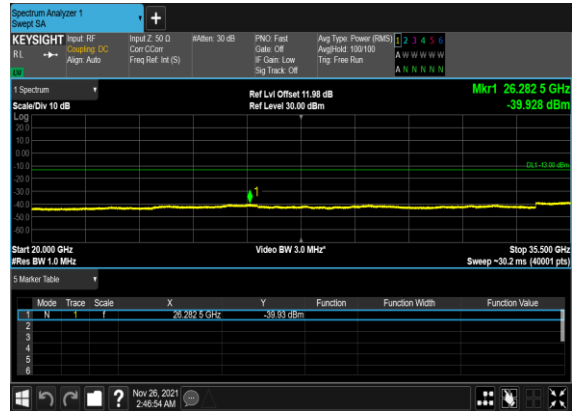 Spectrum Analyzer 1
Swept SA
KEYSIGHT Input: RF Input Z: 50 Ω #Atten: 30 dB PNO: Fast Avg Type: Power (RMS) 1 2 3 4 5 6
RL Coupling: DC Corr CCorr Gate: Off Avg|Hold: 100/100 A W W W W W
Align: Auto Freq Ref: Int (S) IF Gain: Low Trig: Free Run
Sig Track: Off A N N N N N
1 Spectrum Ref Lvl Offset 11.98 dB Mkr1 26.282 5 GHz
Scale/Div 10 dB Ref Level 30.00 dBm -39.928 dBm
Log
20.0
10.0
0.00
-10.0 DL1 -13.00 dBm
-20.0
-30.0 1
-40.0
-50.0
-60.0
Start 20.000 GHz Video BW 3.0 MHz* Stop 35.500 GHz
#Res BW 1.0 MHz Sweep ~30.2 ms (40001 pts)
5 Marker Table
Mode Trace Scale X Y Function Function Width Function Value
1 N 1 f 26.282 5 GHz -39.93 dBm
2
3
4
5
6
? Nov 26, 2021
2:46:54 AM